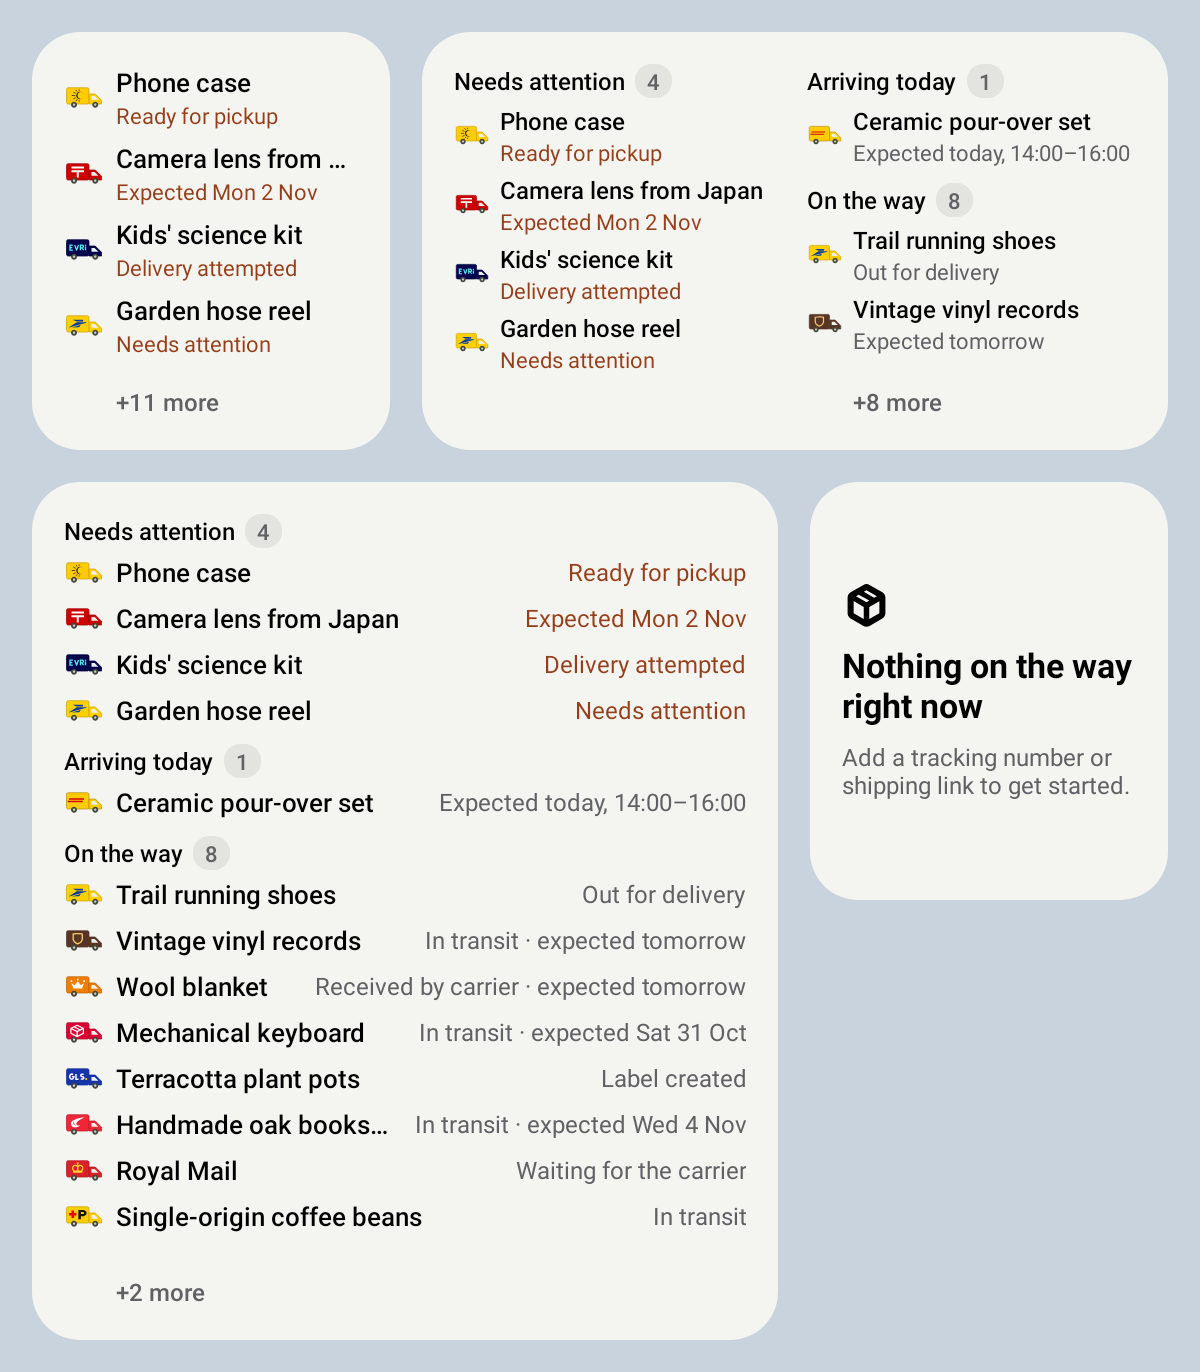 Phone case
Ready for pickup
Camera lens from ...
Expected Mon 2 Nov
EVRi
Kids' science kit
Delivery attempted
Garden hose reel
Needs attention
+11 more
Needs attention 4
Phone case
Ready for pickup
Camera lens from Japan
Expected Mon 2 Nov
EVRi
Kids' science kit
Delivery attempted
Garden hose reel
Needs attention
Arriving today 1
Ceramic pour-over set
Expected today, 14:00–16:00
On the way 8
Trail running shoes
Out for delivery
Vintage vinyl records
Expected tomorrow
+8 more
Needs attention 4
Phone case Ready for pickup
Camera lens from Japan Expected Mon 2 Nov
EVRi Kids' science kit Delivery attempted
Garden hose reel Needs attention
Arriving today 1
Ceramic pour-over set Expected today, 14:00–16:00
On the way 8
Trail running shoes Out for delivery
Vintage vinyl records In transit · expected tomorrow
Wool blanket Received by carrier · expected tomorrow
Mechanical keyboard In transit · expected Sat 31 Oct
GLS. Terracotta plant pots Label created
Handmade oak books... In transit · expected Wed 4 Nov
Royal Mail Waiting for the carrier
+P Single-origin coffee beans In transit
+2 more
Nothing on the way
right now
Add a tracking number or
shipping link to get started.